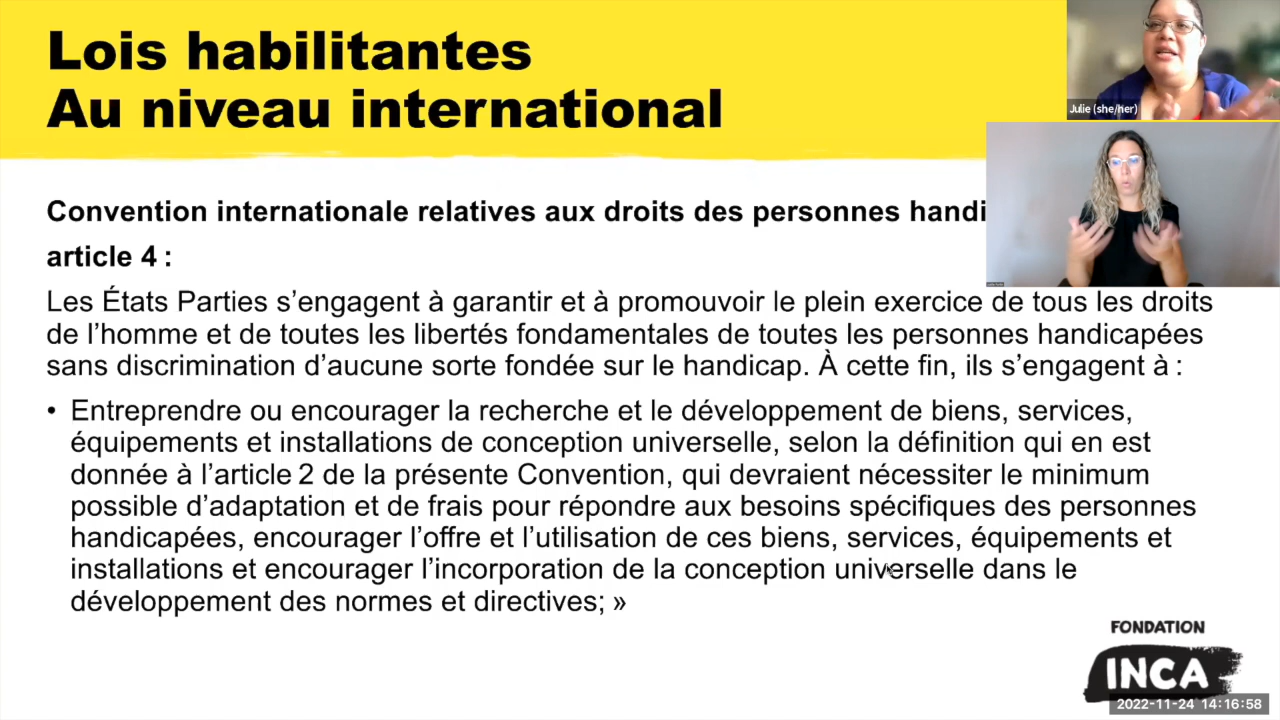 Lois habilitantes
Au niveau international
Julie (she/her)
Convention internationale relatives aux droits des personnes
article 4 :
Les États Parties s’engagent à garantir et à promouvoir le plein exercice de tous les droits
de l’homme et de toutes les libertés fondamentales de toutes les personnes handicapées
sans discrimination d’aucune sorte fondée sur le handicap. À cette fin, ils s’engagent à :
• Entreprendre ou encourager la recherche et le développement de biens, services,
équipements et installations de conception universelle, selon la définition qui en est
donnée à l’article 2 de la présente Convention, qui devraient nécessiter le minimum
possible d’adaptation et de frais pour répondre aux besoins spécifiques des personnes
handicapées, encourager l’offre et l’utilisation de ces biens, services, équipements et
installations et encourager l’incorporation de la conception universelle dans le
développement des normes et directives; »
FONDATION
INCA
2022-11-24 14:16:58